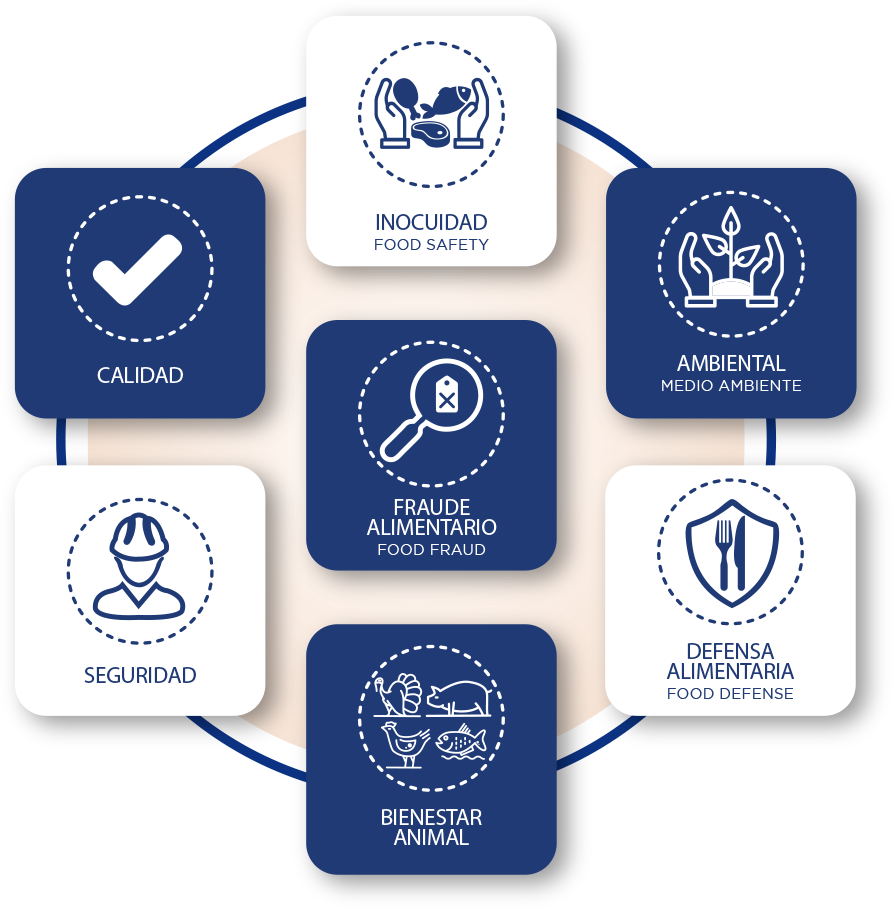 INOCUIDAD
FOOD SAFETY
CALIDAD
AMBIENTAL
MEDIO AMBIENTE
FRAUDE
ALIMENTARIO
FOOD FRAUD
SEGURIDAD
DEFENSA
ALIMENTARIA
FOOD DEFENSE
BIENESTAR
ANIMAL